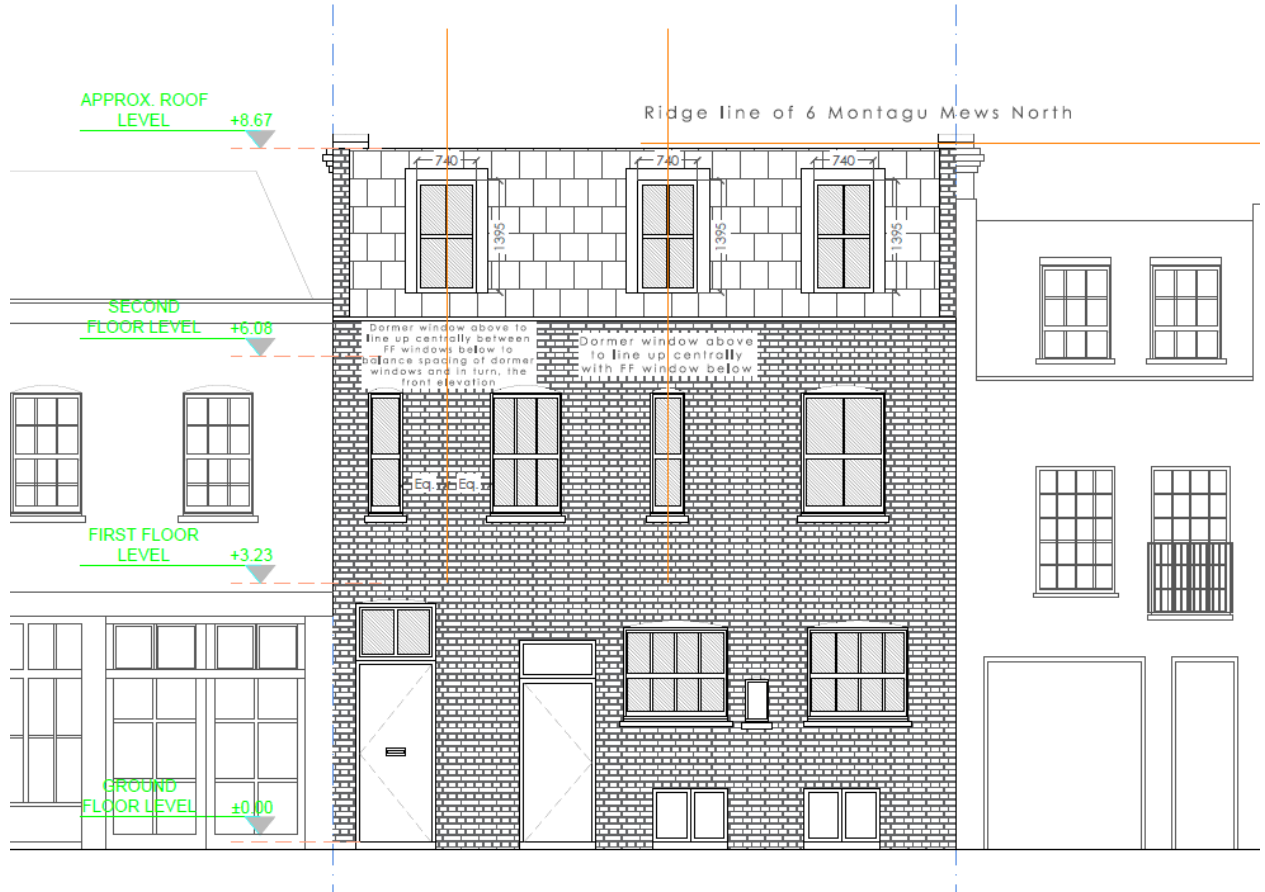 APPROX. ROOF
LEVEL +8.67
Ridge line of 6 Montagu Mews North
740
740
740
1395
1395
1395
SECOND
FLOOR LEVEL +6.08
Dormer window above to
line up centrally between
FF windows below to
balance spacing of dormer
windows and in turn, the
front elevation
Dormer window above
to line up centrally
with FF window below
Eq. Eq.
FIRST FLOOR
LEVEL +3.23
GROUND
FLOOR LEVEL ±0.00